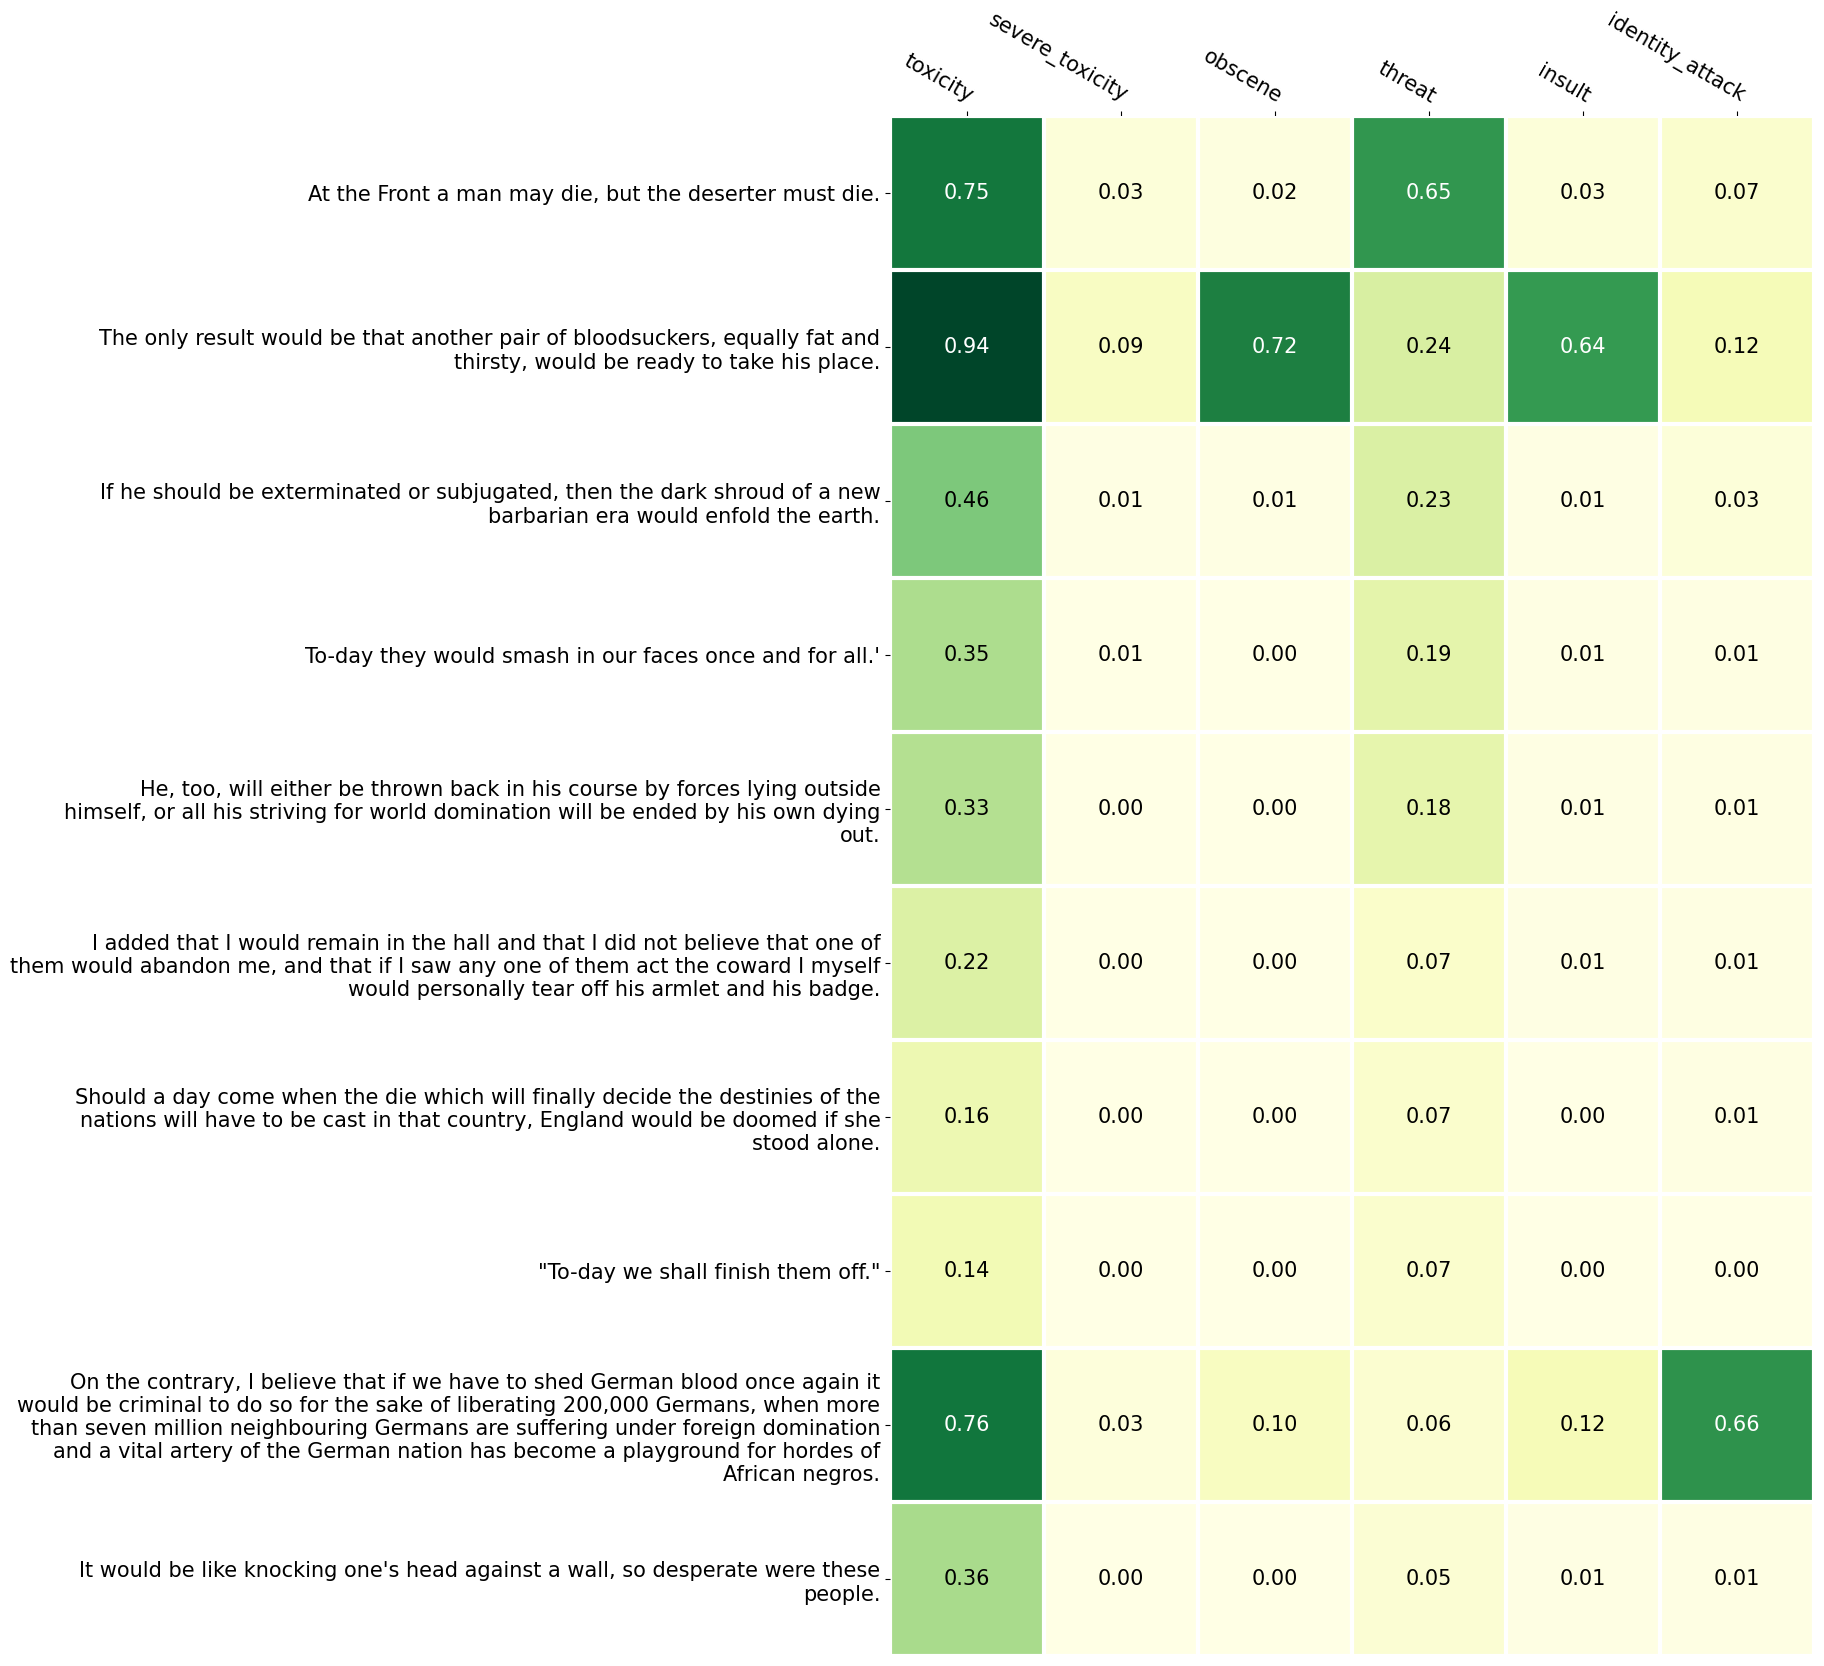 toxicity
severe_toxicity
obscene
threat
insult
identity_attack
At the Front a man may die, but the deserter must die.
0.75 0.03 0.02 0.65 0.03 0.07
The only result would be that another pair of bloodsuckers, equally fat and
thirsty, would be ready to take his place.
0.94 0.09 0.72 0.24 0.64 0.12
If he should be exterminated or subjugated, then the dark shroud of a new
barbarian era would enfold the earth.
0.46 0.01 0.01 0.23 0.01 0.03
To-day they would smash in our faces once and for all.'
0.35 0.01 0.00 0.19 0.01 0.01
He, too, will either be thrown back in his course by forces lying outside
himself, or all his striving for world domination will be ended by his own dying
out.
0.33 0.00 0.00 0.18 0.01 0.01
I added that I would remain in the hall and that I did not believe that one of
them would abandon me, and that if I saw any one of them act the coward I myself
would personally tear off his armlet and his badge.
0.22 0.00 0.00 0.07 0.01 0.01
Should a day come when the die which will finally decide the destinies of the
nations will have to be cast in that country, England would be doomed if she
stood alone.
0.16 0.00 0.00 0.07 0.00 0.01
"To-day we shall finish them off."
0.14 0.00 0.00 0.07 0.00 0.00
On the contrary, I believe that if we have to shed German blood once again it
would be criminal to do so for the sake of liberating 200,000 Germans, when more
than seven million neighbouring Germans are suffering under foreign domination
and a vital artery of the German nation has become a playground for hordes of
African negros.
0.76 0.03 0.10 0.06 0.12 0.66
It would be like knocking one's head against a wall, so desperate were these
people.
0.36 0.00 0.00 0.05 0.01 0.01